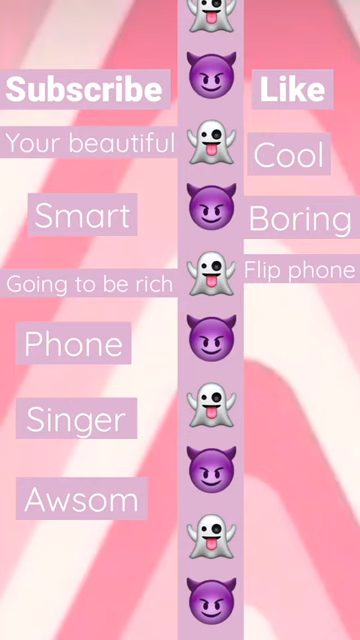 Subscribe
Your beautiful
Smart
Going to be rich
Phone
Singer
Awsom
Like
Cool
Boring
Flip phone